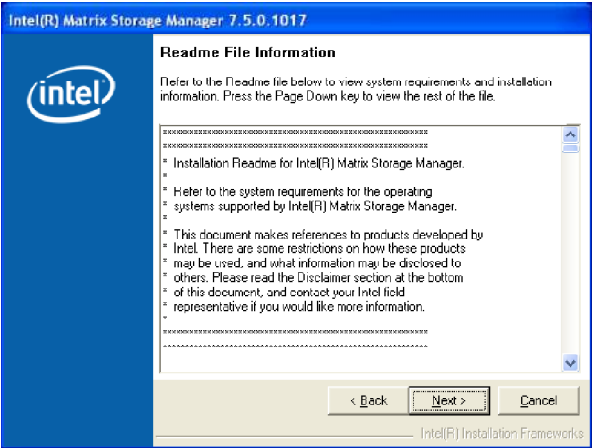 Intel(R) Matrix Storage Manager 7.5.0.1017
intel
Readme File Information
Refer to the Readme file below to view system requirements and installation
information. Press the Page Down key to view the rest of the file.
************************************************************
************************************************************
* Installation Readme for Intel(R) Matrix Storage Manager.
*
* Refer to the system requirements for the operating
* systems supported by Intel(R) Matrix Storage Manager.
*
* This document makes references to products developed by
* Intel. There are some restrictions on how these products
* may be used, and what information may be disclosed to
* others. Please read the Disclaimer section at the bottom
* of this document, and contact your Intel field
* representative if you would like more information.
*
************************************************************
************************************************************
< Back
Next >
Cancel
Intel(R) Installation Frameworks